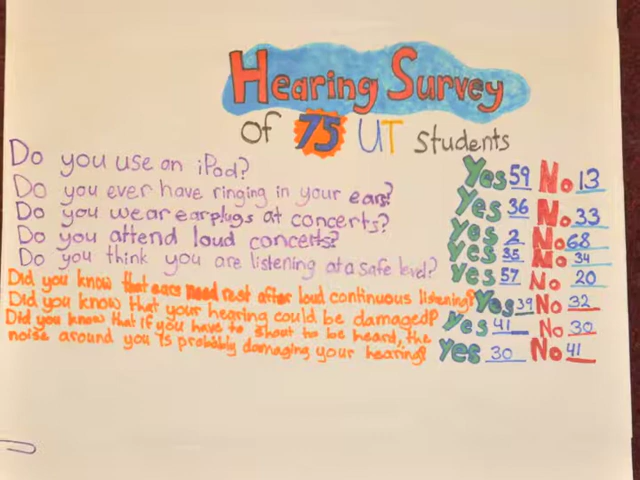 Hearing Survey
Of 75 UT Students
Do you use an iPod? Yes 59 No 13
Do you ever have ringing in your ears? Yes 36 No 33
Do you wear earplugs at concerts? Yes 2 No 68
Do you attend loud concerts? Yes 35 No 34
Do you think you are listening at a safe level? Yes 57 No 20
Did you know that ears need rest after loud continuous listening? Yes 39 No 32
Did you know that your hearing could be damaged? Yes 41 No 30
Did you know that if you have to shout to be heard, the
noise around you is probably damaging your hearing? Yes 30 No 41